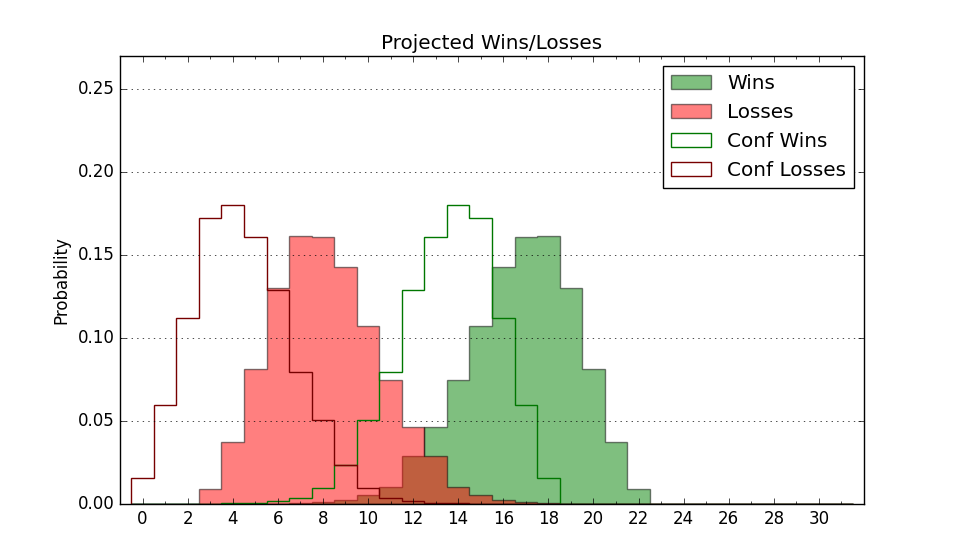 Projected Wins/Losses
0.25
0.20
0.15
0.10
0.05
0.00
Probability
Wins
Losses
Conf Wins
Conf Losses
0 2 4 6 8 10 12 14 16 18 20 22 24 26 28 30